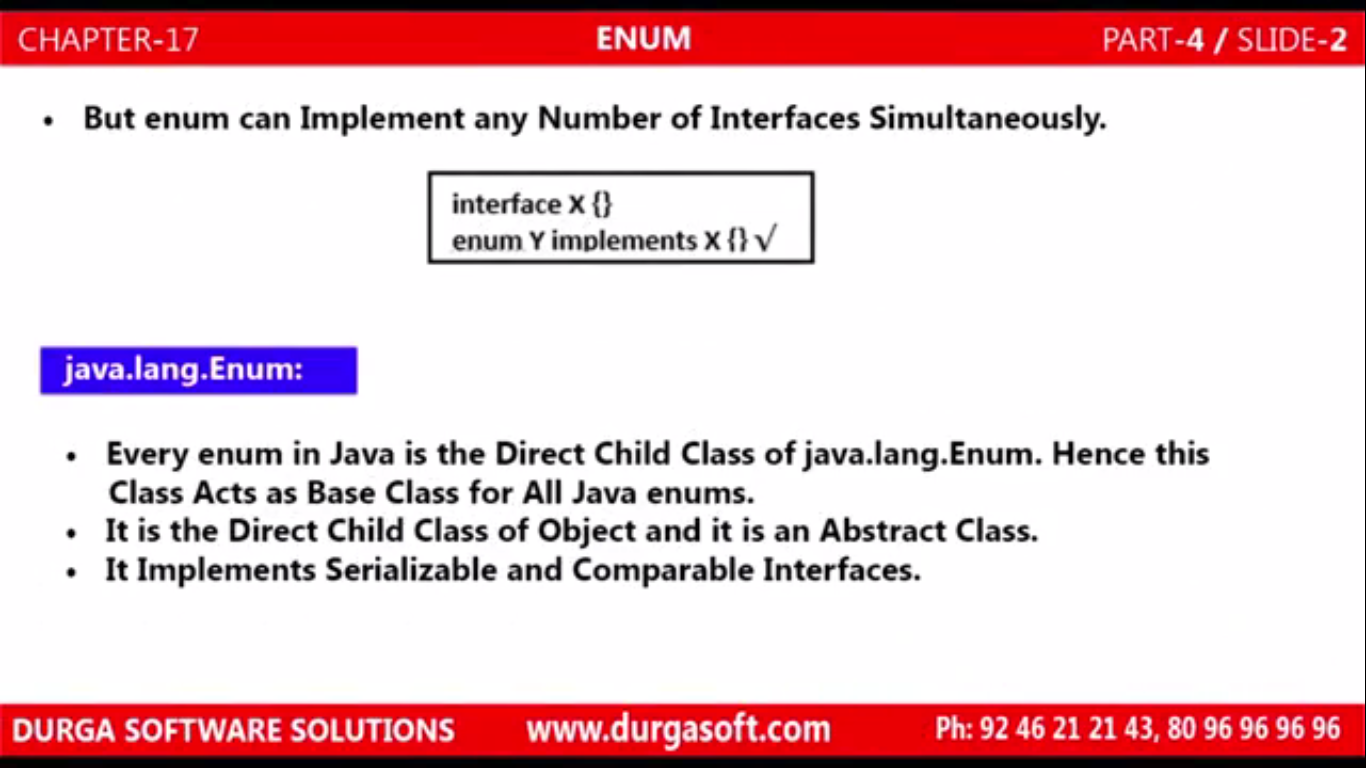 CHAPTER-17 ENUM PART-4 / SLIDE-2
• But enum can Implement any Number of Interfaces Simultaneously.
interface X {}
enum Y implements X {} √
java.lang.Enum:
• Every enum in Java is the Direct Child Class of java.lang.Enum. Hence this
Class Acts as Base Class for All Java enums.
• It is the Direct Child Class of Object and it is an Abstract Class.
• It Implements Serializable and Comparable Interfaces.
DURGA SOFTWARE SOLUTIONS www.durgasoft.com Ph: 92 46 21 21 43, 80 96 96 96 96